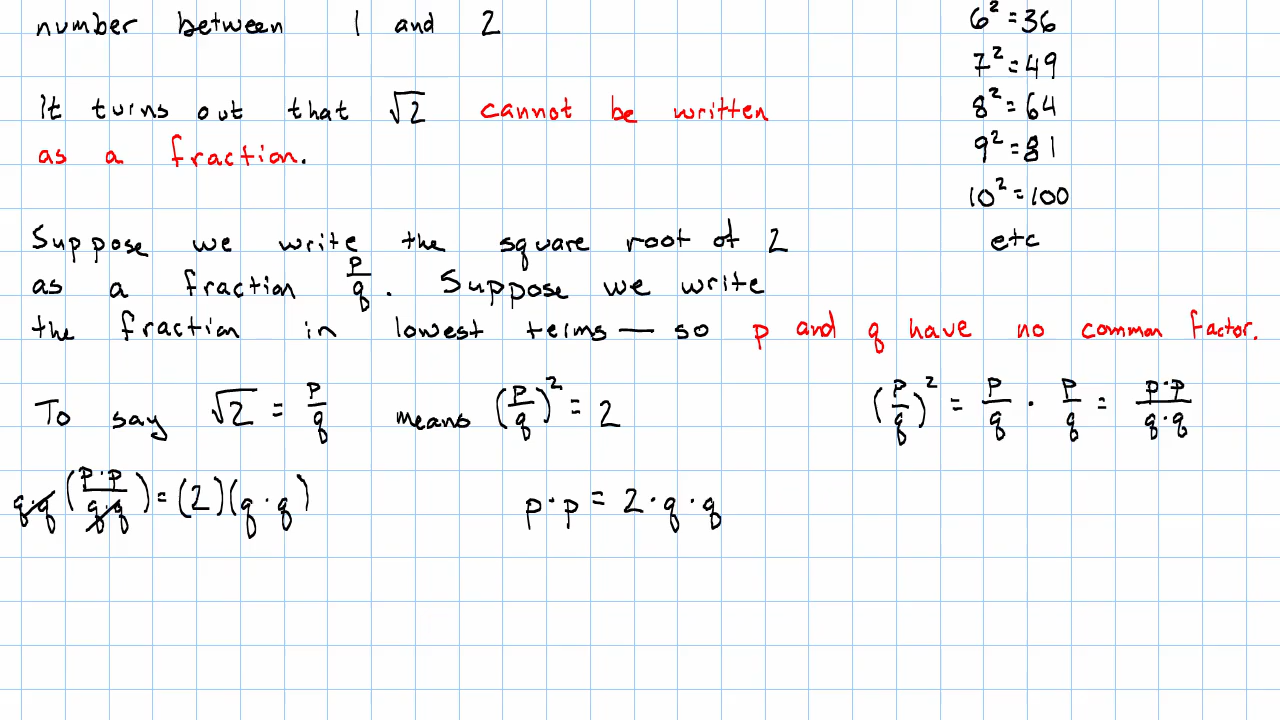 number between 1 and 2
It turns out that √2 cannot be written
as a fraction.
Suppose we write the square root of 2
as a fraction p/q. Suppose we write
the fraction in lowest terms — so p and q have no common factor.
To say √2 = p/q means (p/q)² = 2
q·q (p·p/q·q) = (2)(q·q)
p·p = 2·q·q
6² = 36
7² = 49
8² = 64
9² = 81
10² = 100
etc
(p/q)² = p/q · p/q = p·p/q·q